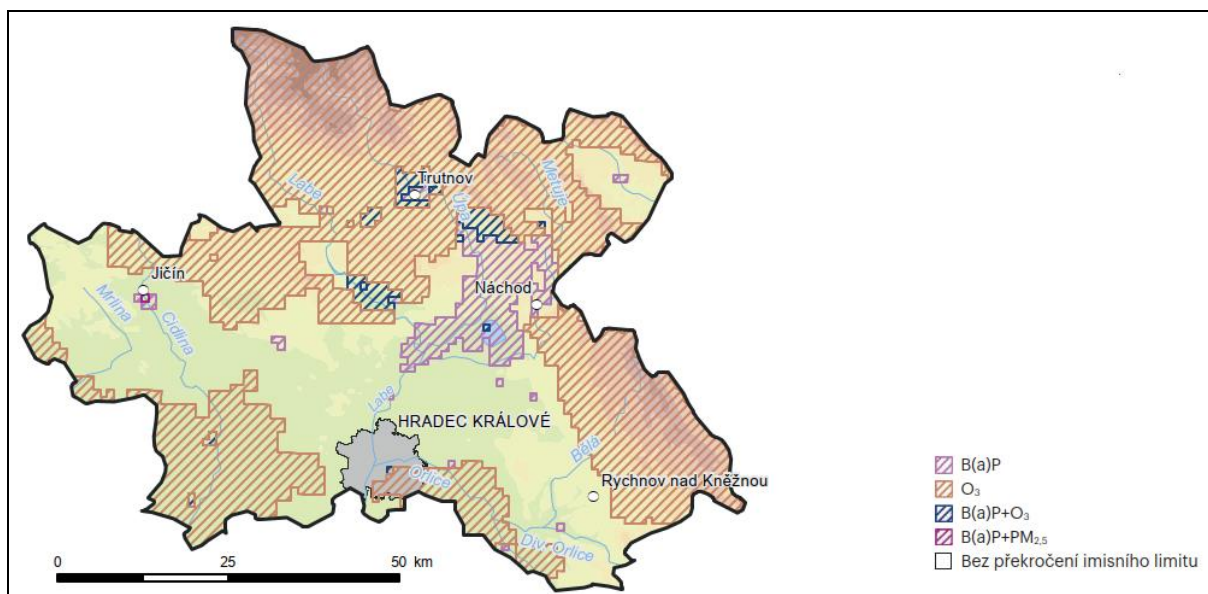 Trutnov
Labe
Úpa
Metuje
Jičín
Mrlina
Cidlina
Náchod
Labe
HRADEC KRÁLOVÉ
Orlice
Bělá
Rychnov nad Kněžnou
Div. Orlice
0 25 50 km
B(a)P
O₃
B(a)P+O₃
B(a)P+PM₂,₅
Bez překročení imisního limitu